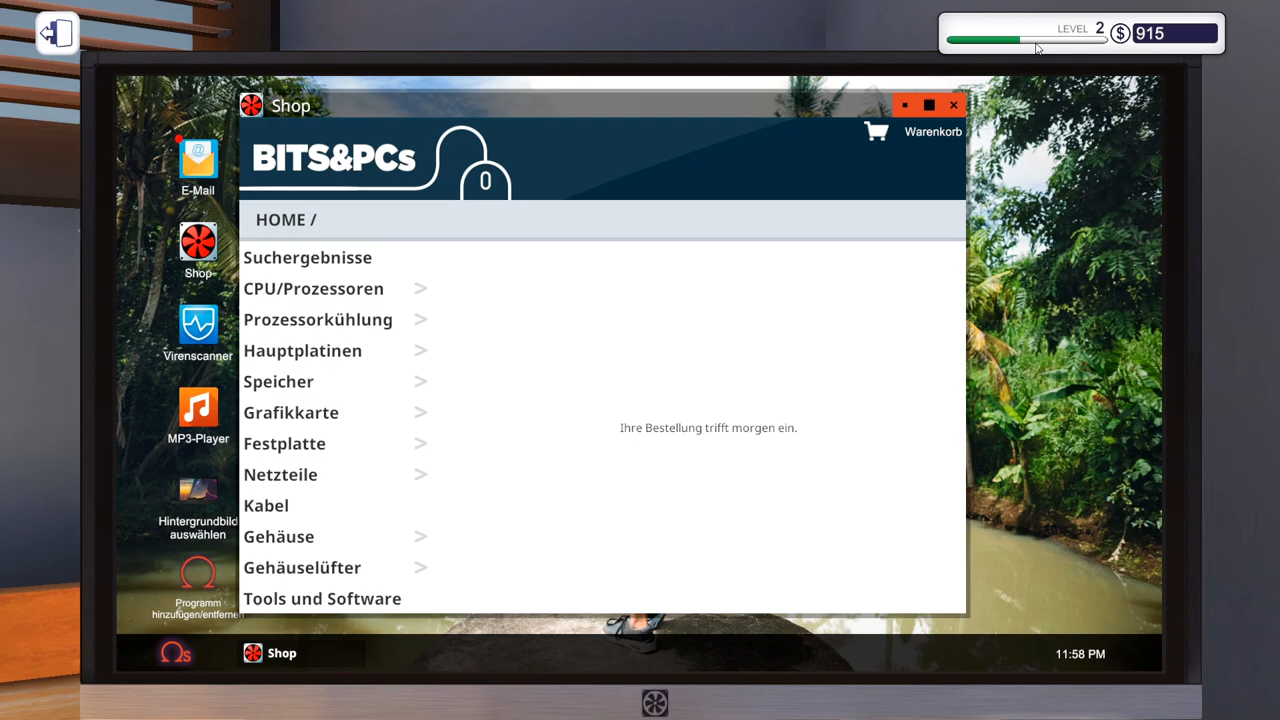 LEVEL 2
$ 915
Shop
BITS&PCs
Warenkorb
HOME /
Suchergebnisse
CPU/Prozessoren >
Prozessorkühlung >
Hauptplatinen >
Speicher >
Grafikkarte >
Festplatte >
Netzteile >
Kabel
Gehäuse >
Gehäuselüfter >
Tools und Software
Ihre Bestellung trifft morgen ein.
@
E-Mail
Shop
Virenscanner
MP3-Player
Hintergrundbild
auswählen
Programm
hinzufügen/entfernen
Ωs
Shop
11:58 PM